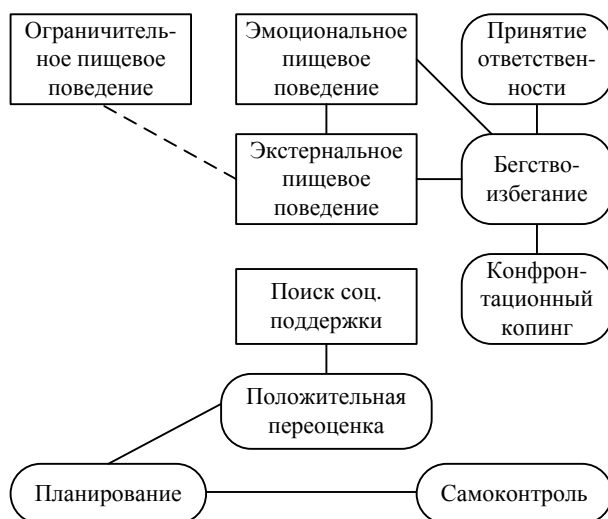 Ограничитель-
ное пищевое
поведение
Эмоциональное
пищевое
поведение
Принятие
ответствен-
ности
Экстернальное
пищевое
поведение
Бегство-
избегание
Поиск соц.
поддержки
Конфрон-
тационный
копинг
Положительная
переоценка
Планирование
Самоконтроль